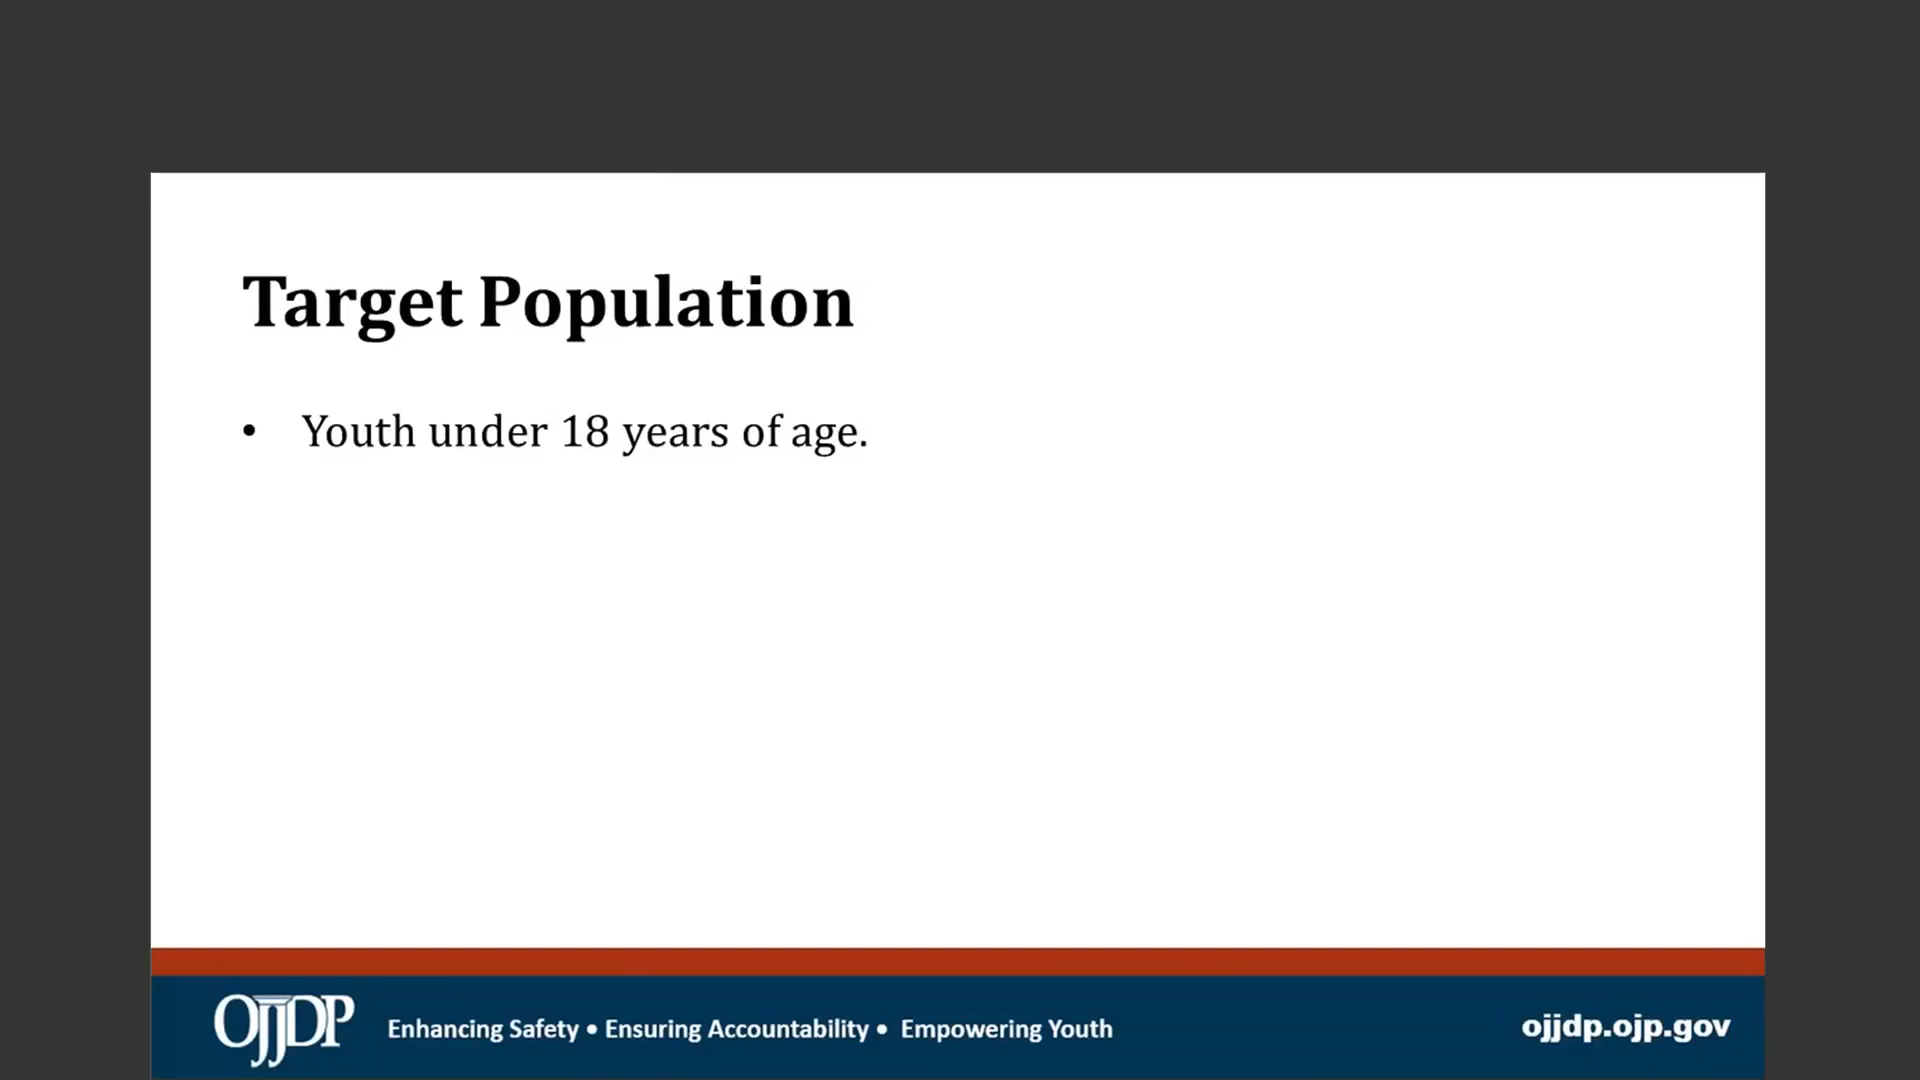 Target Population
• Youth under 18 years of age.
OJJDP Enhancing Safety • Ensuring Accountability • Empowering Youth ojjdp.ojp.gov